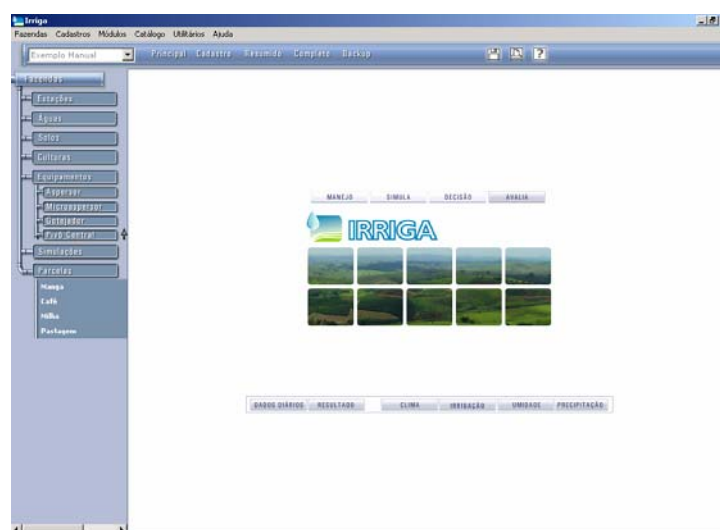 Irriga
Fazendas Cadastros Módulos Catálogo Utilitários Ajuda
Exemplo Manual Principal Cadastro Resumido Completo Backup ?
Fazendas
Estações
Águas
Solos
Culturas
Equipamentos
Aspersor
Microaspersor
Gotejador
Pivô Central
Simulações
Parcelas
Manga
Café
Milho
Pastagem
MANEJO SIMULA DECISÃO AVALIA
IRRIGA
DADOS DIÁRIOS RESULTADO CLIMA IRRIGAÇÃO UMIDADE PRECIPITAÇÃO